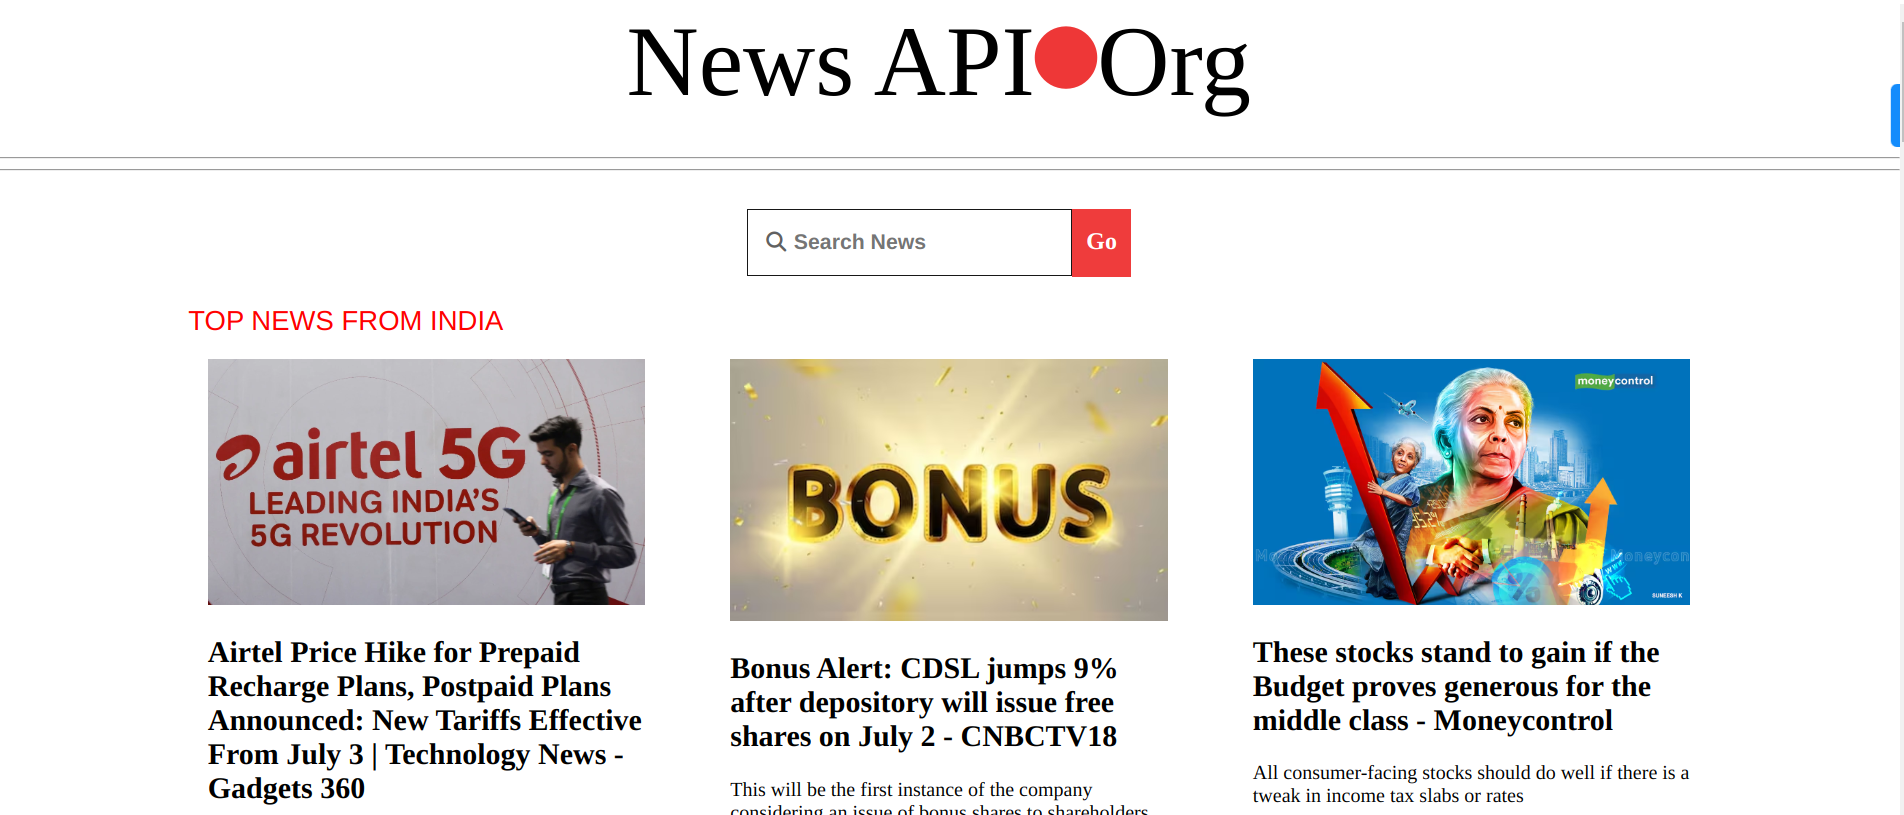 News API Org
Search News
Go
TOP NEWS FROM INDIA
airtel 5G
LEADING INDIA'S
5G REVOLUTION
Airtel Price Hike for Prepaid
Recharge Plans, Postpaid Plans
Announced: New Tariffs Effective
From July 3 | Technology News -
Gadgets 360
BONUS
Bonus Alert: CDSL jumps 9%
after depository will issue free
shares on July 2 - CNBCTV18
This will be the first instance of the company
considering an issue of bonus shares to shareholders
moneycontrol
SUNEESH K
These stocks stand to gain if the
Budget proves generous for the
middle class - Moneycontrol
All consumer-facing stocks should do well if there is a
tweak in income tax slabs or rates